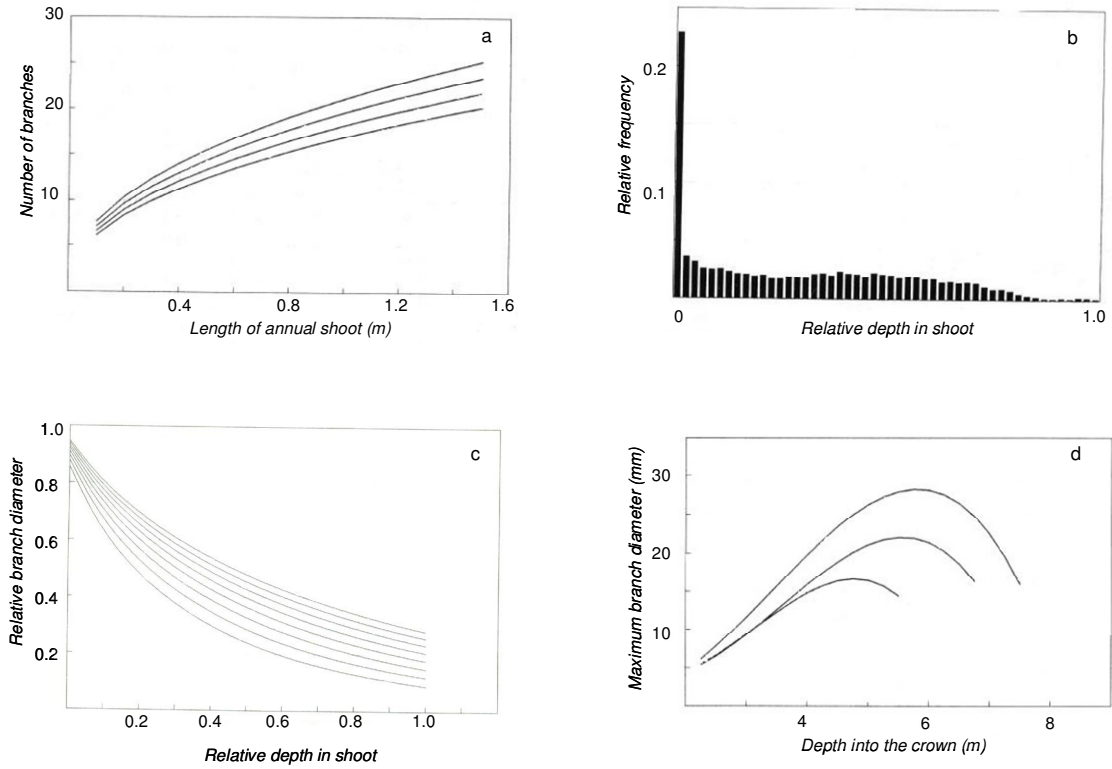 30
20
10
Number of branches
a
0.4
0.8
1.2
1.6
Length of annual shoot (m)
0.2
0.1
Relative frequency
b
0
1.0
Relative depth in shoot
1.0
0.8
0.6
0.4
0.2
Relative branch diameter
c
0.2
0.4
0.6
0.8
1.0
Relative depth in shoot
30
20
10
Maximum branch diameter (mm)
d
4
6
8
Depth into the crown (m)